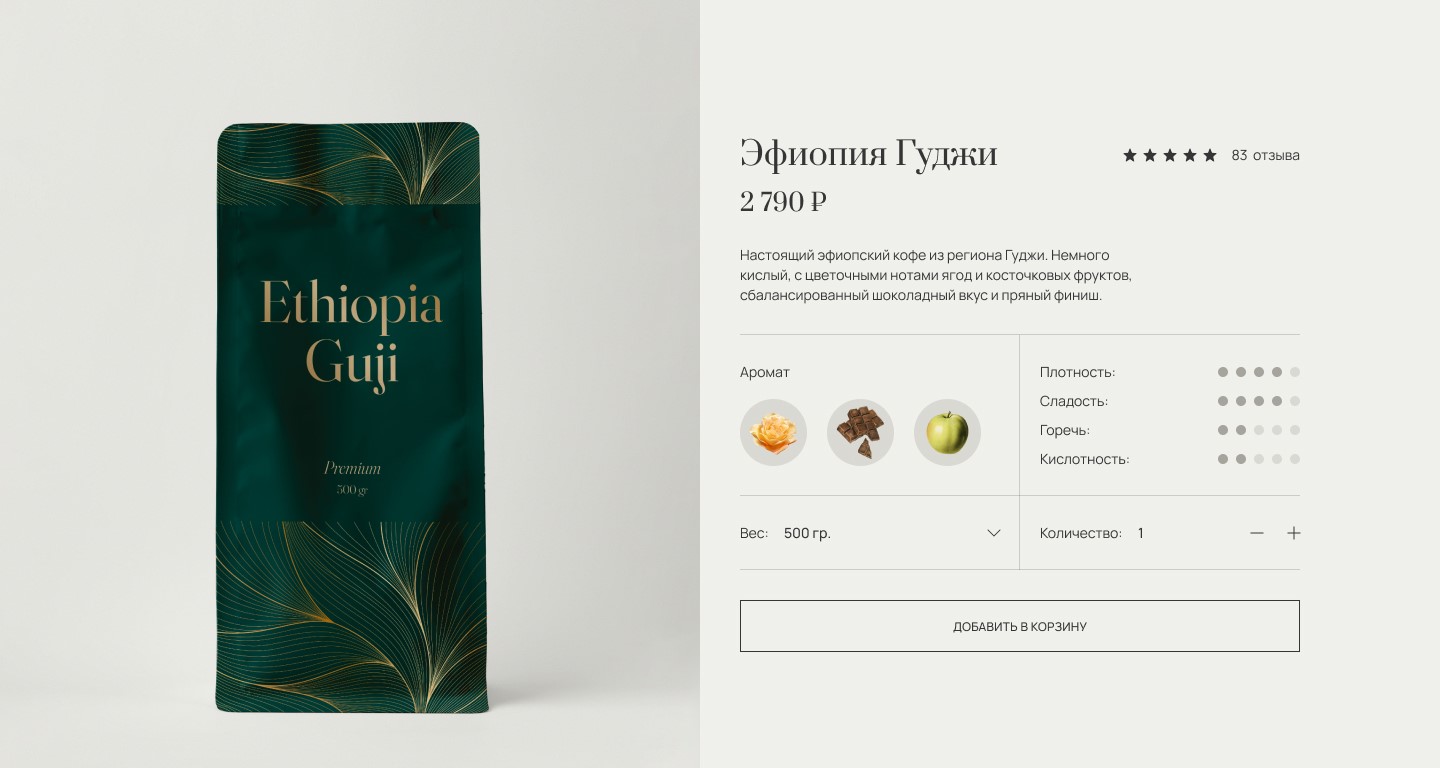 Ethiopia
Guji
Premium
500 gr
Эфиопия Гуджи
83 отзыва
2 790 ₽
Настоящий эфиопский кофе из региона Гуджи. Немного
кислый, с цветочными нотами ягод и косточковых фруктов,
сбалансированный шоколадный вкус и пряный финиш.
Аромат
Плотность:
Сладость:
Горечь:
Кислотность:
Вес: 500 гр.
Количество: 1
ДОБАВИТЬ В КОРЗИНУ